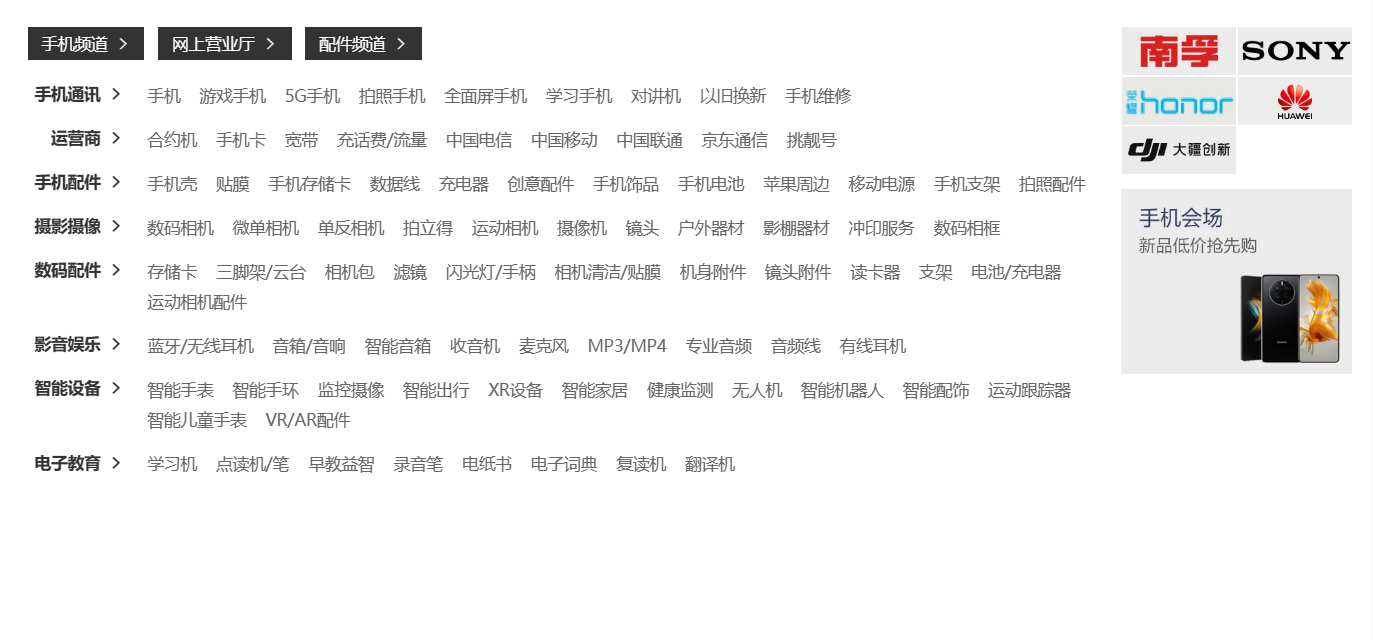 手机频道 网上营业厅 配件频道
手机通讯 手机 游戏手机 5G手机 拍照手机 全面屏手机 学习手机 对讲机 以旧换新 手机维修
运营商 合约机 手机卡 宽带 充话费/流量 中国电信 中国移动 中国联通 京东通信 挑靓号
手机配件 手机壳 贴膜 手机存储卡 数据线 充电器 创意配件 手机饰品 手机电池 苹果周边 移动电源 手机支架 拍照配件
摄影摄像 数码相机 微单相机 单反相机 拍立得 运动相机 摄像机 镜头 户外器材 影棚器材 冲印服务 数码相框
数码配件 存储卡 三脚架/云台 相机包 滤镜 闪光灯/手柄 相机清洁/贴膜 机身附件 镜头附件 读卡器 支架 电池/充电器
运动相机配件
影音娱乐 蓝牙/无线耳机 音箱/音响 智能音箱 收音机 麦克风 MP3/MP4 专业音频 音频线 有线耳机
智能设备 智能手表 智能手环 监控摄像 智能出行 XR设备 智能家居 健康监测 无人机 智能机器人 智能配饰 运动跟踪器
智能儿童手表 VR/AR配件
电子教育 学习机 点读机/笔 早教益智 录音笔 电纸书 电子词典 复读机 翻译机
南孚 SONY
荣耀 honor HUAWEI
dji 大疆创新
手机会场
新品低价抢先购